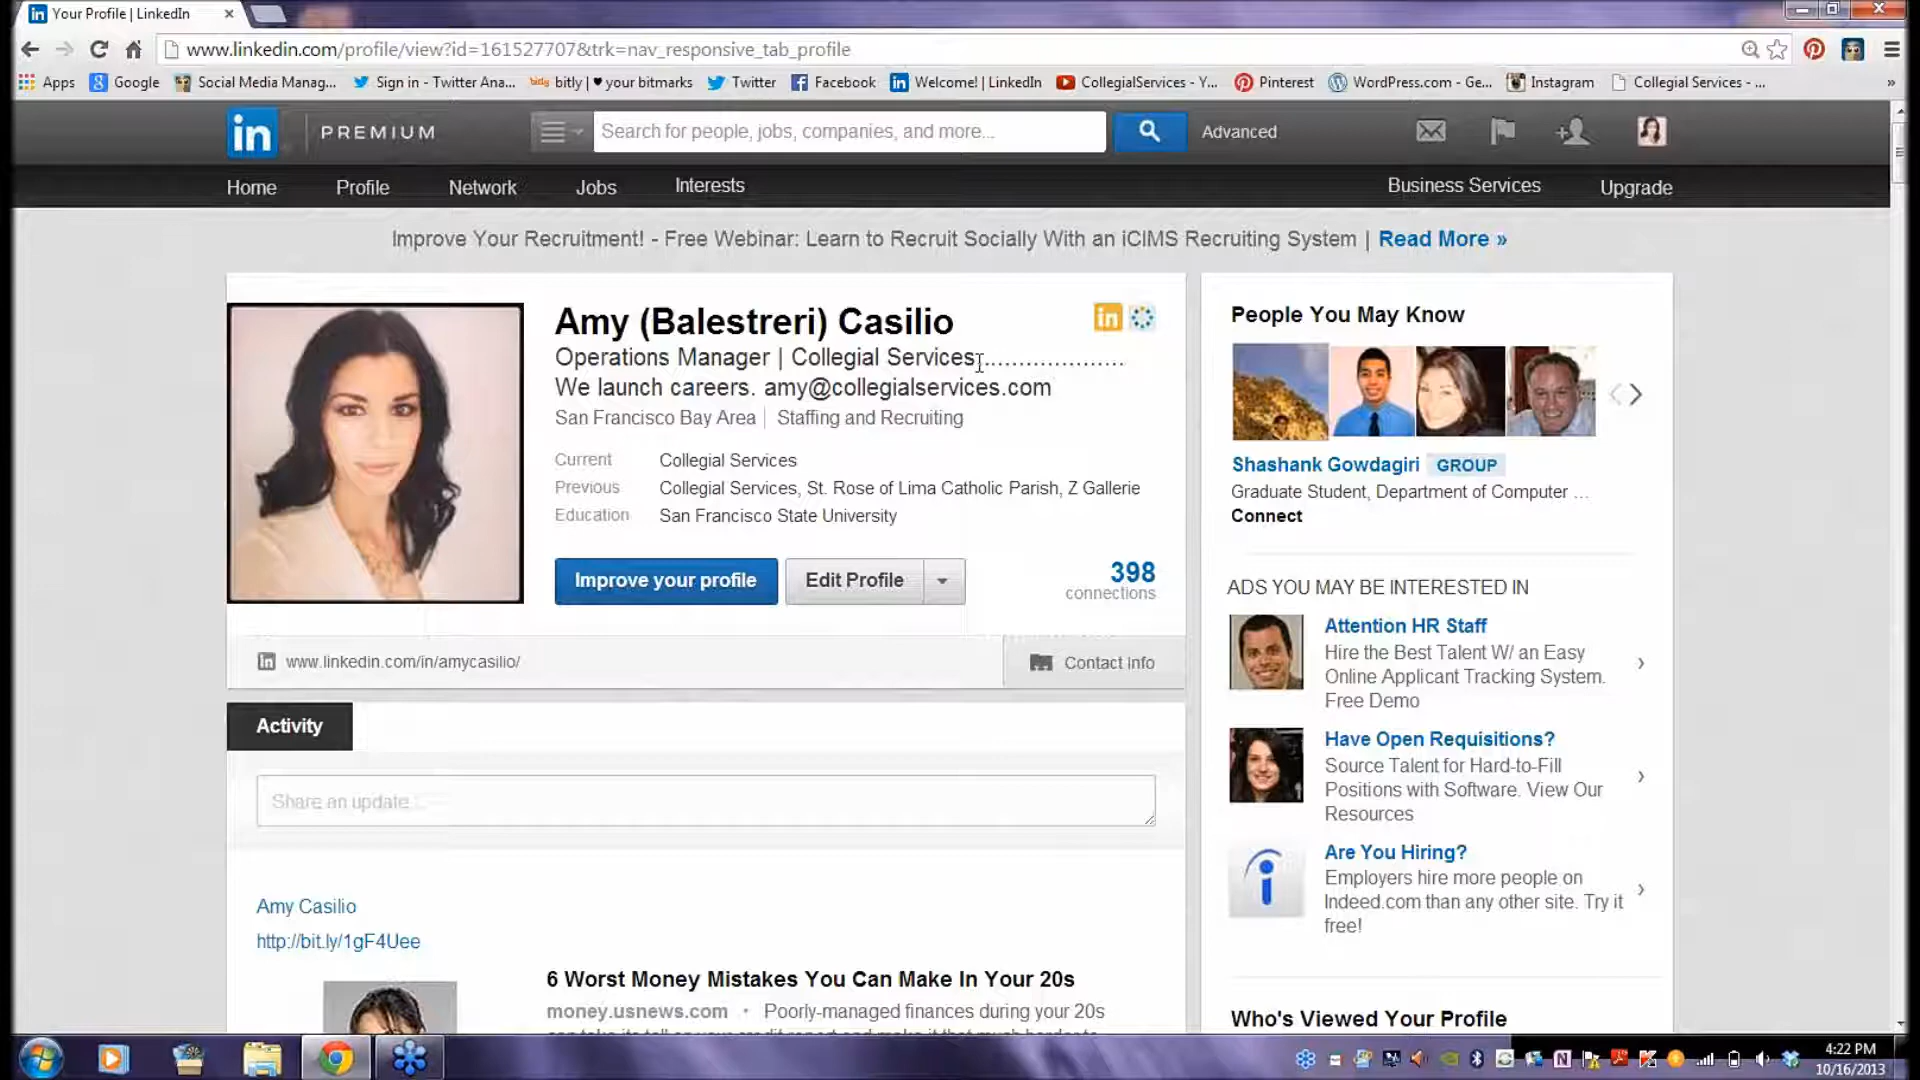 Your Profile | LinkedIn
www.linkedin.com/profile/view?id=161527707&trk=nav_responsive_tab_profile
Apps Google Social Media Manag... Sign in - Twitter Ana... bitly | ♥ your bitmarks Twitter Facebook Welcome! | LinkedIn CollegialServices - Y... Pinterest WordPress.com - Ge... Instagram Collegial Services - ... »
in PREMIUM Search for people, jobs, companies, and more... Advanced
Home Profile Network Jobs Interests Business Services Upgrade
Improve Your Recruitment! - Free Webinar: Learn to Recruit Socially With an iCIMS Recruiting System | Read More »
Amy (Balestreri) Casilio
Operations Manager | Collegial Services.....................
We launch careers. amy@collegialservices.com
San Francisco Bay Area | Staffing and Recruiting
Current Collegial Services
Previous Collegial Services, St. Rose of Lima Catholic Parish, Z Gallerie
Education San Francisco State University
Improve your profile Edit Profile
398
connections
www.linkedin.com/in/amycasilio/
Contact Info
Activity
Share an update...
Amy Casilio
http://bit.ly/1gF4Uee
6 Worst Money Mistakes You Can Make In Your 20s
money.usnews.com • Poorly-managed finances during your 20s
People You May Know
Shashank Gowdagiri GROUP
Graduate Student, Department of Computer ...
Connect
ADS YOU MAY BE INTERESTED IN
Attention HR Staff
Hire the Best Talent W/ an Easy
Online Applicant Tracking System.
Free Demo
Have Open Requisitions?
Source Talent for Hard-to-Fill
Positions with Software. View Our
Resources
Are You Hiring?
Employers hire more people on
Indeed.com than any other site. Try it
free!
Who's Viewed Your Profile
4:22 PM
10/16/2013